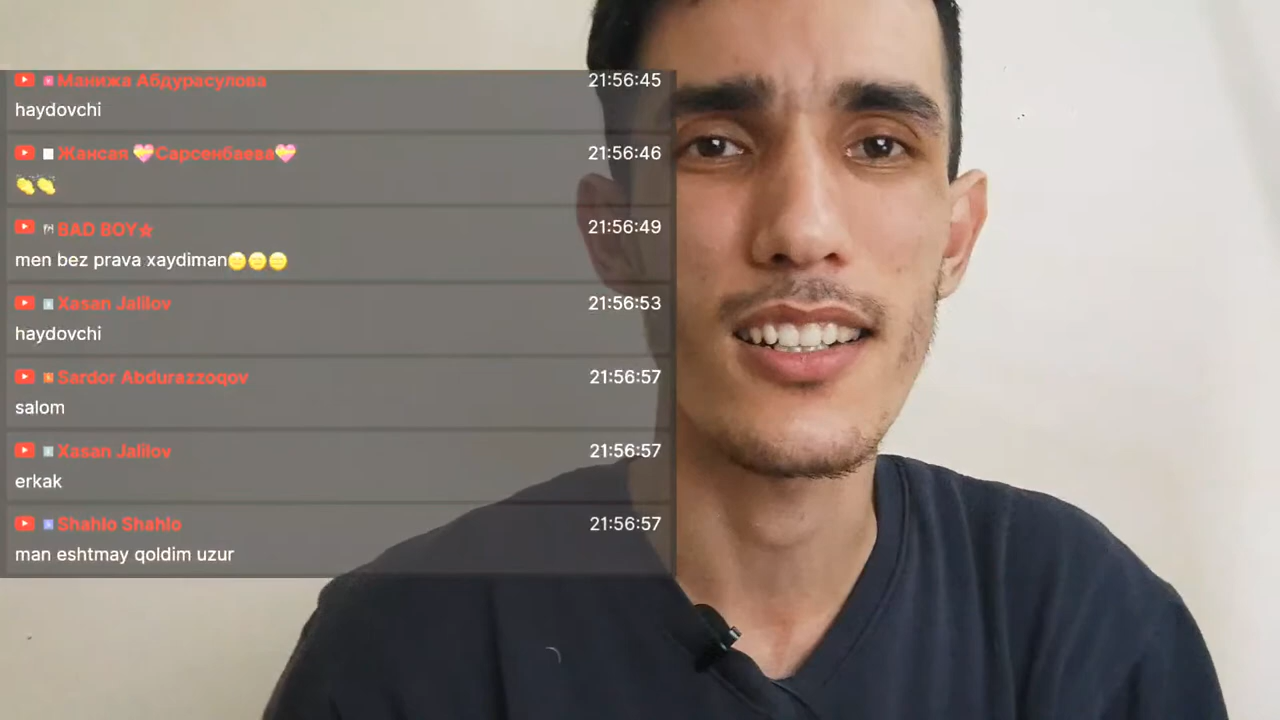 Манижа Абдурасулова 21:56:45
haydovchi
Жансая 💝Сарсенбаева💝 21:56:46
👏👏
BAD BOY★ 21:56:49
men bez prava xaydiman😑😑😑
Xasan Jalilov 21:56:53
haydovchi
Sardor Abdurazzoqov 21:56:57
salom
Xasan Jalilov 21:56:57
erkak
Shahlo Shahlo 21:56:57
man eshtmay qoldim uzur